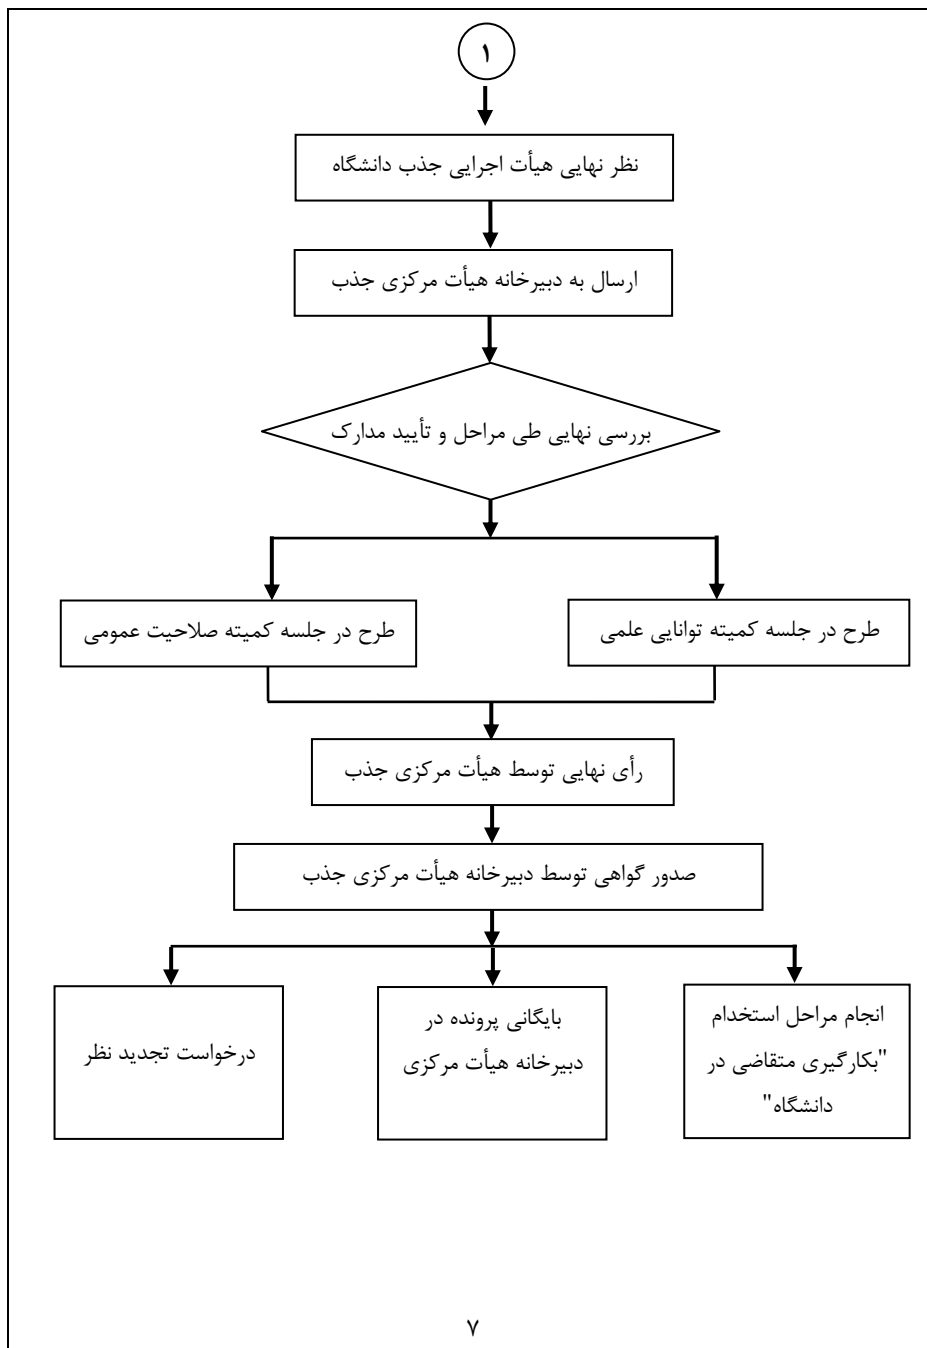 ۱
نظر نهایی هیأت اجرایی جذب دانشگاه
ارسال به دبیرخانه هیأت مرکزی جذب
بررسی نهایی طی مراحل و تأیید مدارک
طرح در جلسه کمیته توانایی علمی
طرح در جلسه کمیته صلاحیت عمومی
رأی نهایی توسط هیأت مرکزی جذب
صدور گواهی توسط دبیرخانه هیأت مرکزی جذب
انجام مراحل استخدام
"بکارگیری متقاضی در
دانشگاه"
بایگانی پرونده در
دبیرخانه هیأت مرکزی
درخواست تجدید نظر
۷